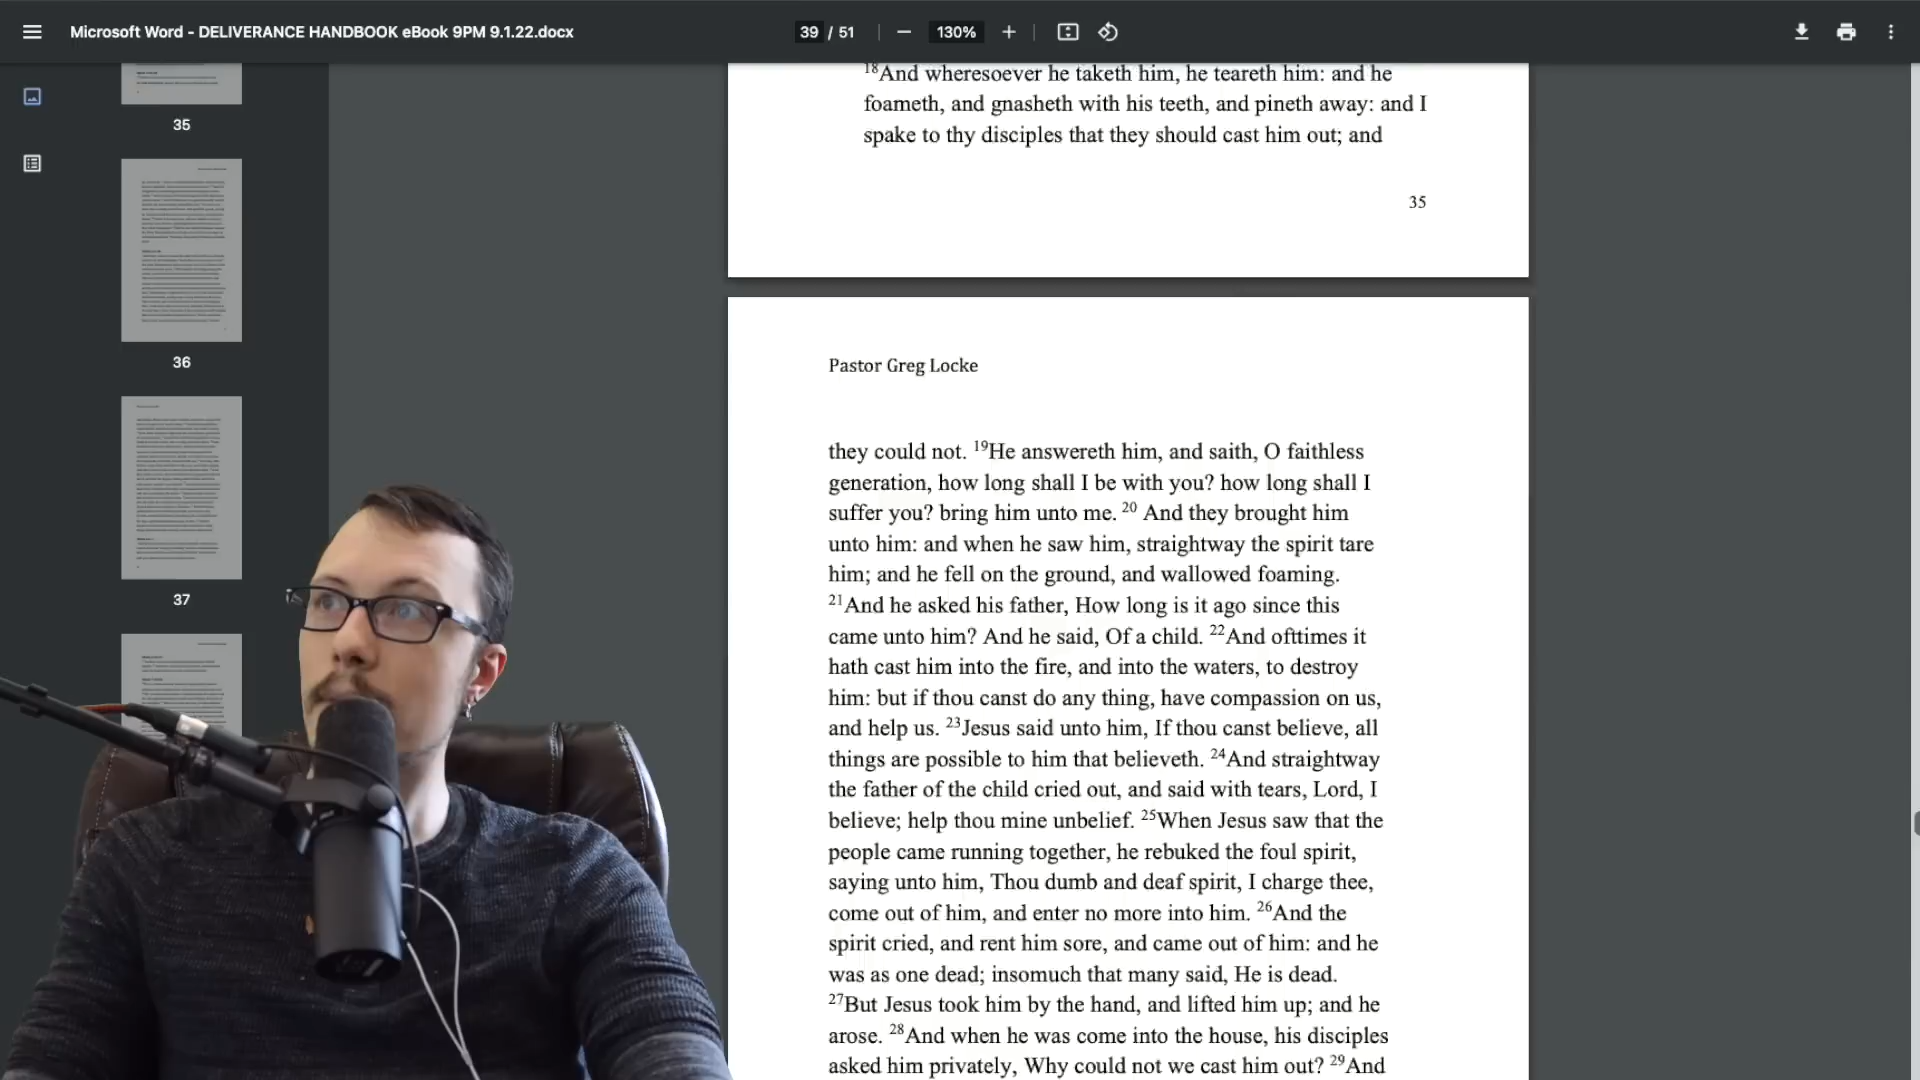 Microsoft Word - DELIVERANCE HANDBOOK eBook 9PM 9.1.22.docx
39 / 51
130%
35
36
37
18And wheresoever he taketh him, he teareth him: and he
foameth, and gnasheth with his teeth, and pineth away: and I
spake to thy disciples that they should cast him out; and
35
Pastor Greg Locke
they could not. 19He answereth him, and saith, O faithless
generation, how long shall I be with you? how long shall I
suffer you? bring him unto me. 20 And they brought him
unto him: and when he saw him, straightway the spirit tare
him; and he fell on the ground, and wallowed foaming.
21And he asked his father, How long is it ago since this
came unto him? And he said, Of a child. 22And ofttimes it
hath cast him into the fire, and into the waters, to destroy
him: but if thou canst do any thing, have compassion on us,
and help us. 23Jesus said unto him, If thou canst believe, all
things are possible to him that believeth. 24And straightway
the father of the child cried out, and said with tears, Lord, I
believe; help thou mine unbelief. 25When Jesus saw that the
people came running together, he rebuked the foul spirit,
saying unto him, Thou dumb and deaf spirit, I charge thee,
come out of him, and enter no more into him. 26And the
spirit cried, and rent him sore, and came out of him: and he
was as one dead; insomuch that many said, He is dead.
27But Jesus took him by the hand, and lifted him up; and he
arose. 28And when he was come into the house, his disciples
asked him privately, Why could not we cast him out? 29And